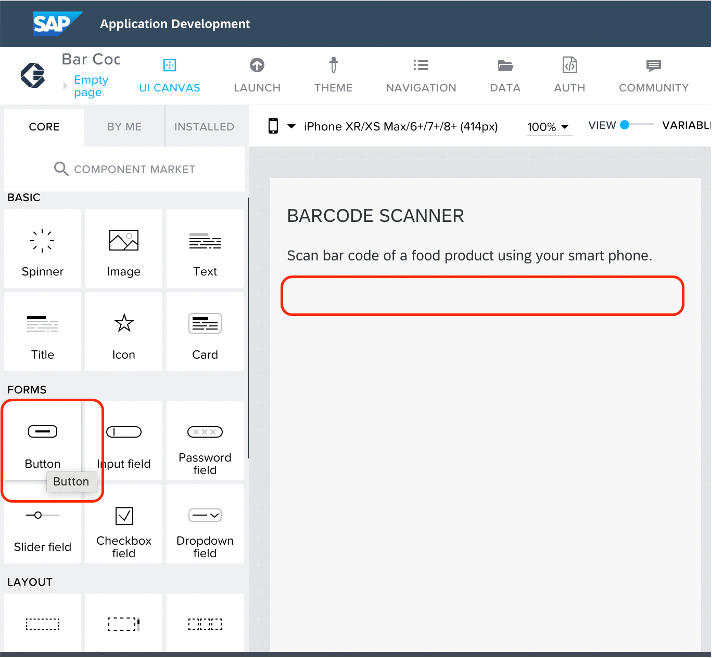 SAP Application Development
Bar Coc
Empty
page
UI CANVAS
LAUNCH
THEME
NAVIGATION
DATA
AUTH
COMMUNITY
CORE
BY ME
INSTALLED
iPhone XR/XS Max/6+/7+/8+ (414px)
100%
VIEW
VARIABL
COMPONENT MARKET
BASIC
Spinner
Image
Text
Title
Icon
Card
FORMS
Button
Input field
Password
field
Button
Slider field
Checkbox
field
Dropdown
field
LAYOUT
BARCODE SCANNER
Scan bar code of a food product using your smart phone.